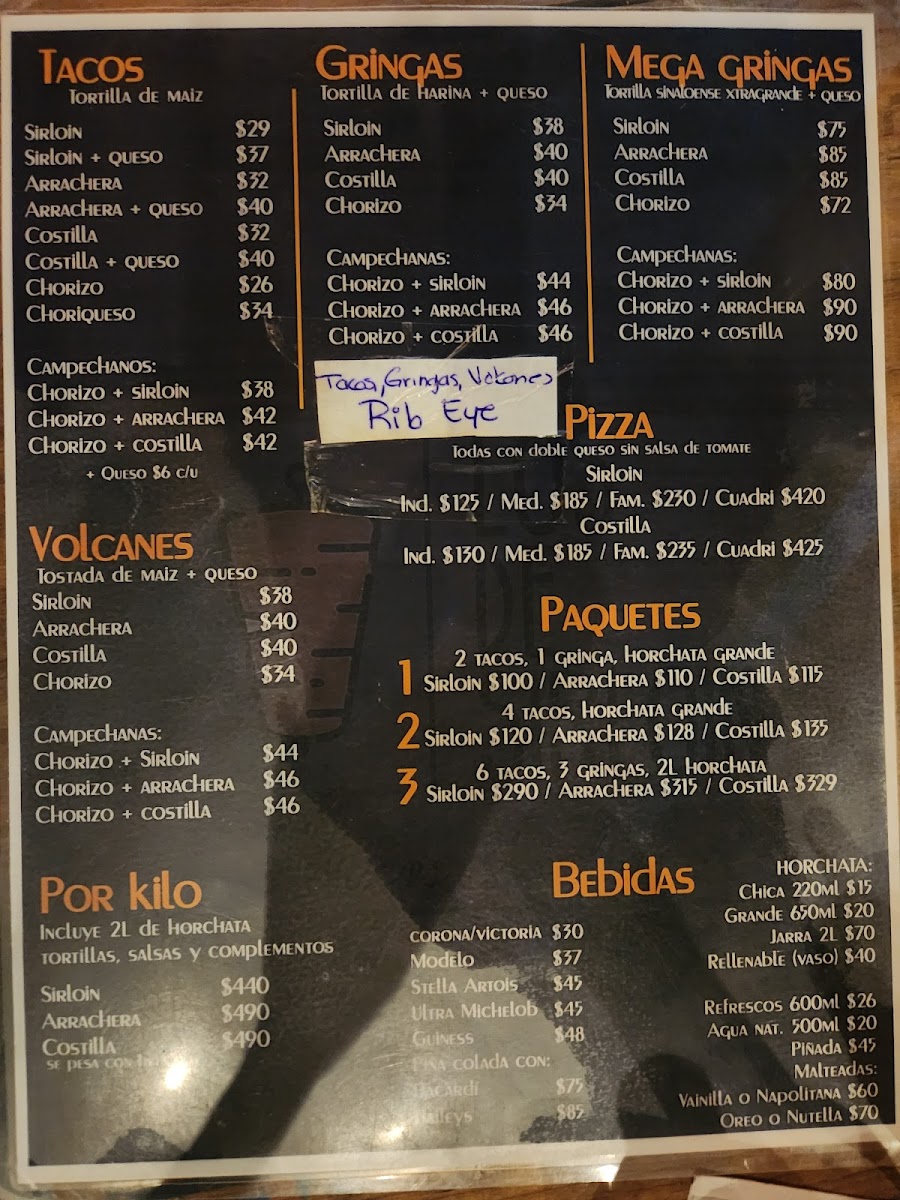 Tacos
Tortilla de maiz
Sirloin $29
Sirloin + queso $37
Arrachera $32
Arrachera + queso $40
Costilla $32
Costilla + queso $40
Chorizo $26
Choriqueso $34
Campechanos:
Chorizo + sirloin $38
Chorizo + arrachera $42
Chorizo + costilla $42
+ Queso $6 c/u
Gringas
Tortilla de harina + queso
Sirloin $38
Arrachera $40
Costilla $40
Chorizo $34
Campechanas:
Chorizo + sirloin $44
Chorizo + arrachera $46
Chorizo + costilla $46
Mega gringas
Tortilla sinaloense xtragrande + queso
Sirloin $75
Arrachera $85
Costilla $85
Chorizo $72
Campechanas:
Chorizo + sirloin $80
Chorizo + arrachera $90
Chorizo + costilla $90
Tacos, Gringas, Volcanes
Rib Eye
Pizza
Todas con doble queso sin salsa de tomate
Sirloin
Ind. $125 / Med. $185 / Fam. $230 / Cuadri $420
Costilla
Ind. $130 / Med. $185 / Fam. $235 / Cuadri $425
Volcanes
Tostada de maiz + queso
Sirloin $38
Arrachera $40
Costilla $40
Chorizo $34
Campechanas:
Chorizo + Sirloin $44
Chorizo + arrachera $46
Chorizo + costilla $46
Paquetes
1 2 tacos, 1 gringa, horchata grande
Sirloin $100 / Arrachera $110 / Costilla $115
2 4 tacos, horchata grande
Sirloin $120 / Arrachera $128 / Costilla $135
3 6 tacos, 3 gringas, 2L horchata
Sirloin $290 / Arrachera $315 / Costilla $329
Por kilo
Incluye 2L de horchata
tortillas, salsas y complementos
Sirloin $440
Arrachera $490
Costilla $490
se pesa con
Bebidas
corona/victoria $30
Modelo $37
Stella Artois $45
Ultra Michelob $45
Guiness $48
Piña colada con:
Bacardí $75
Baileys $85
Horchata:
Chica 220ml $15
Grande 650ml $20
Jarra 2L $70
Rellenable (vaso) $40
Refrescos 600ml $26
Agua nat. 500ml $20
Piñada $45
Malteadas:
Vainilla o Napolitana $60
Oreo o Nutella $70